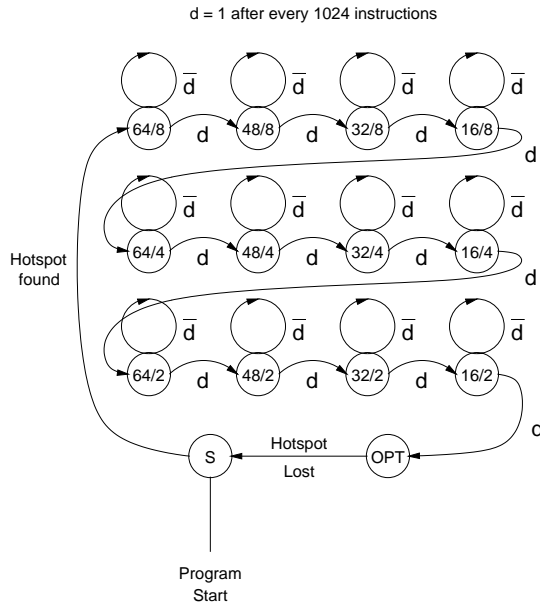 d = 1 after every 1024 instructions
d̅ d̅ d̅ d̅
64/8 48/8 32/8 16/8
d d d
d
d̅ d̅ d̅ d̅
64/4 48/4 32/4 16/4
d d d
d
Hotspot
found
d̅ d̅ d̅ d̅
64/2 48/2 32/2 16/2
d d d
d
Hotspot
S OPT
Lost
Program
Start